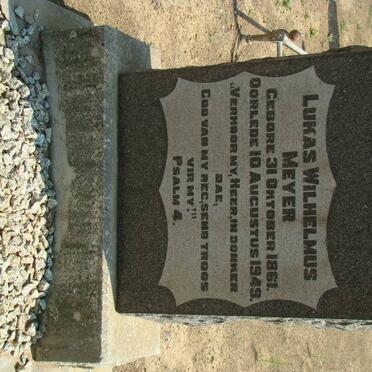 LUKAS WILHELMUS
MEYER
GEBORE 31 OKTOBER 1861.
OORLEDE 10 AUGUSTUS 1949.
"VERHOOR MY, HEER, IN DONKER
DAE,
GOD VAN MY REG, SEND TROOS
VIR MY!"
PSALM 4.